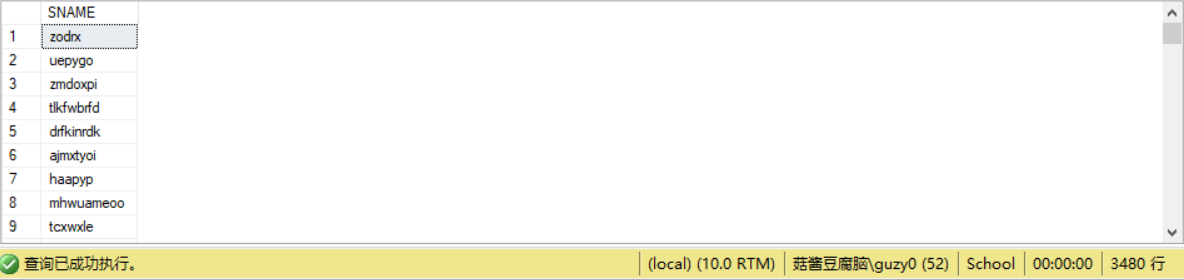 SNAME
1 zodrx
2 uepygo
3 zmdoxpi
4 tlkfwbrfd
5 drfkinrdk
6 ajmxtyoi
7 haapyp
8 mhwuameoo
9 tcxwxle
查询已成功执行。 (local) (10.0 RTM) 菇酱豆腐脑\guzy0 (52) School 00:00:00 3480 行